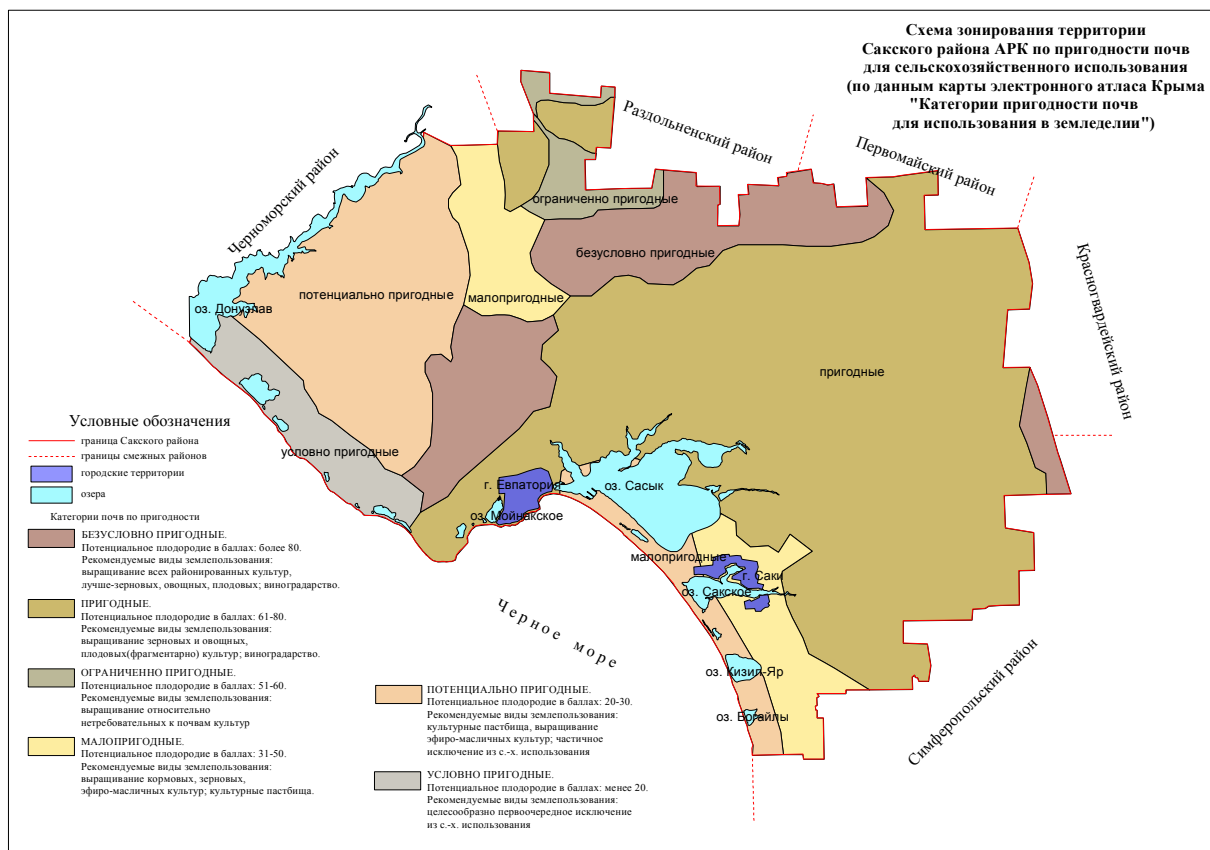 Схема зонирования территории
Сакского района АРК по пригодности почв
для сельскохозяйственного использования
(по данным карты электронного атласа Крыма
"Категории пригодности почв
для использования в земледелии")
Раздольненский район
Первомайский район
Черноморский район
Красногвардейский район
ограниченно пригодные
безусловно пригодные
потенциально пригодные
малопригодные
оз. Донузлав
пригодные
условно пригодные
г. Евпатория
оз. Сасык
оз. Мойнакское
малопригодные
г. Саки
оз. Сакское
Черное море
оз. Кизил-Яр
оз. Богайлы
Симферопольский район
Условные обозначения
граница Сакского района
границы смежных районов
городские территории
озера
Категории почв по пригодности
БЕЗУСЛОВНО ПРИГОДНЫЕ.
Потенциальное плодородие в баллах: более 80.
Рекомендуемые виды землепользования:
выращивание всех районированных культур,
лучше-зерновых, овощных, плодовых; виноградарство.
ПРИГОДНЫЕ.
Потенциальное плодородие в баллах: 61-80.
Рекомендуемые виды землепользования:
выращивание зерновых и овощных,
плодовых(фрагментарно) культур; виноградарство.
ОГРАНИЧЕННО ПРИГОДНЫЕ.
Потенциальное плодородие в баллах: 51-60.
Рекомендуемые виды землепользования:
выращивание относительно
нетребовательных к почвам культур
МАЛОПРИГОДНЫЕ.
Потенциальное плодородие в баллах: 31-50.
Рекомендуемые виды землепользования:
выращивание кормовых, зерновых,
эфиро-масличных культур; культурные пастбища.
ПОТЕНЦИАЛЬНО ПРИГОДНЫЕ.
Потенциальное плодородие в баллах: 20-30.
Рекомендуемые виды землепользования:
культурные пастбища, выращивание
эфиро-масличных культур; частичное
исключение из с.-х. использования
УСЛОВНО ПРИГОДНЫЕ.
Потенциальное плодородие в баллах: менее 20.
Рекомендуемые виды землепользования:
целесообразно первоочередное исключение
из с.-х. использования